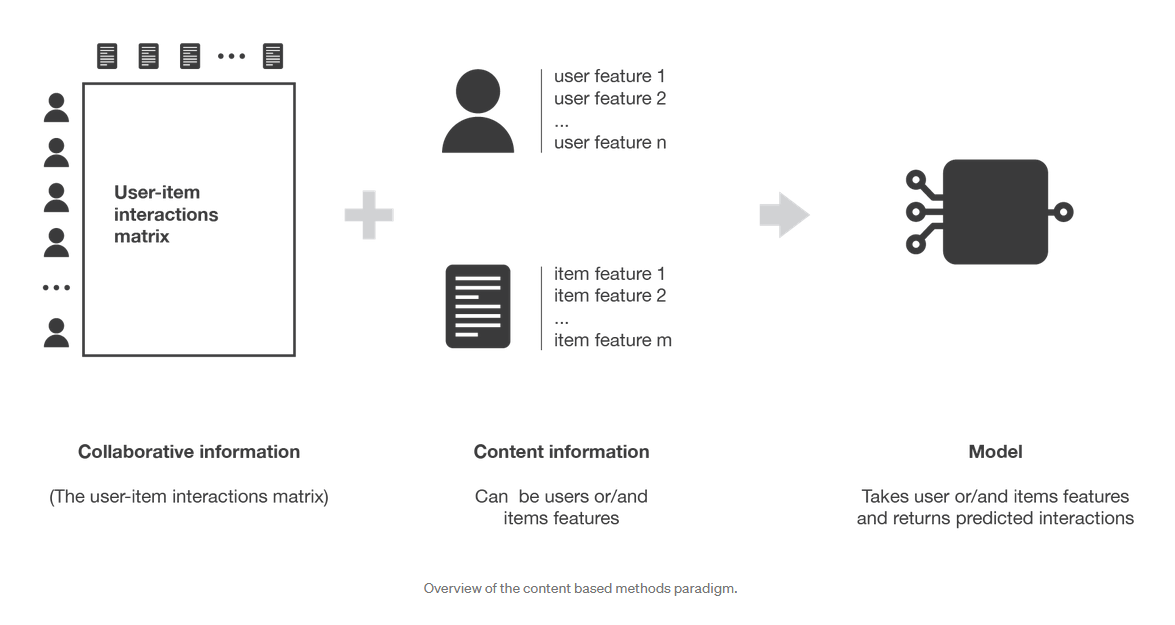 User-item
interactions
matrix
user feature 1
user feature 2
...
user feature n
item feature 1
item feature 2
...
item feature m
Collaborative information
(The user-item interactions matrix)
Content information
Can be users or/and
items features
Model
Takes user or/and items features
and returns predicted interactions
Overview of the content based methods paradigm.